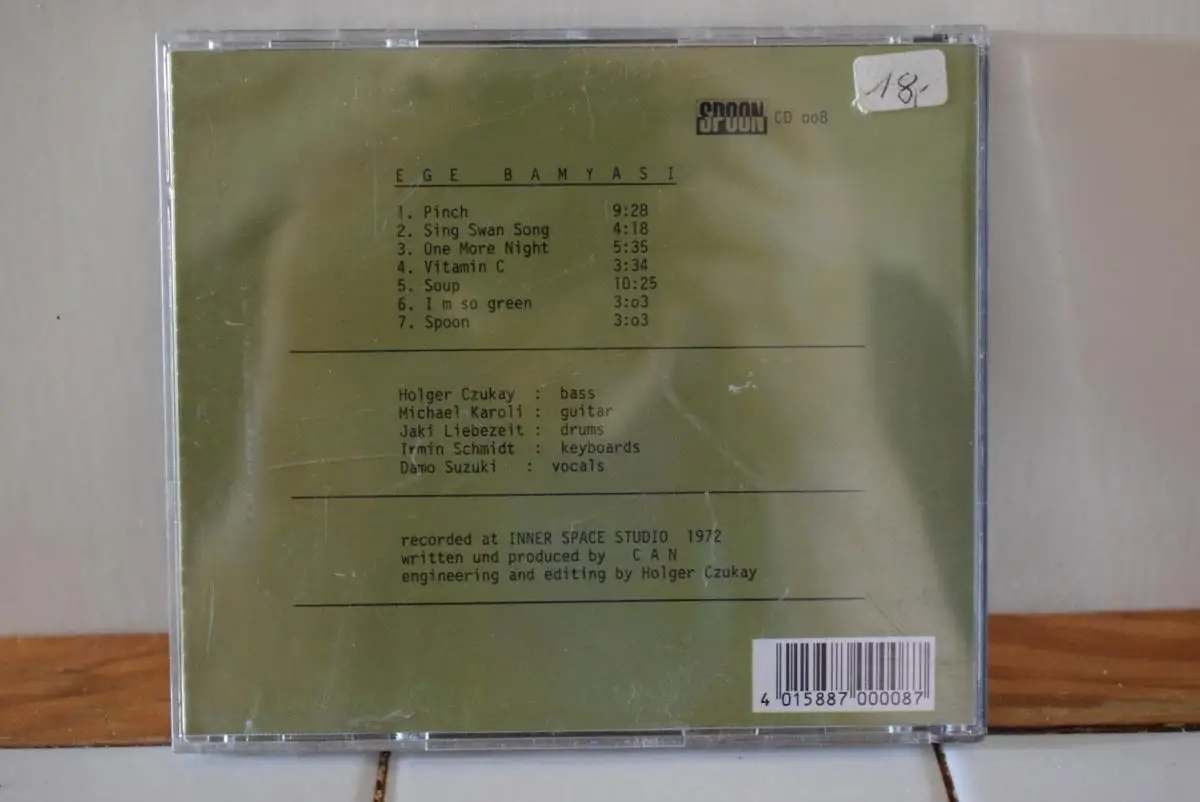 18,-
SPOON CD oo8
EGE BAMYASI
1. Pinch 9:28
2. Sing Swan Song 4:18
3. One More Night 5:35
4. Vitamin C 3:34
5. Soup 10:25
6. I m so green 3:o3
7. Spoon 3:o3
Holger Czukay : bass
Michael Karoli : guitar
Jaki Liebezeit : drums
Irmin Schmidt : keyboards
Damo Suzuki : vocals
recorded at INNER SPACE STUDIO 1972
written und produced by C A N
engineering and editing by Holger Czukay
4 015887 000087